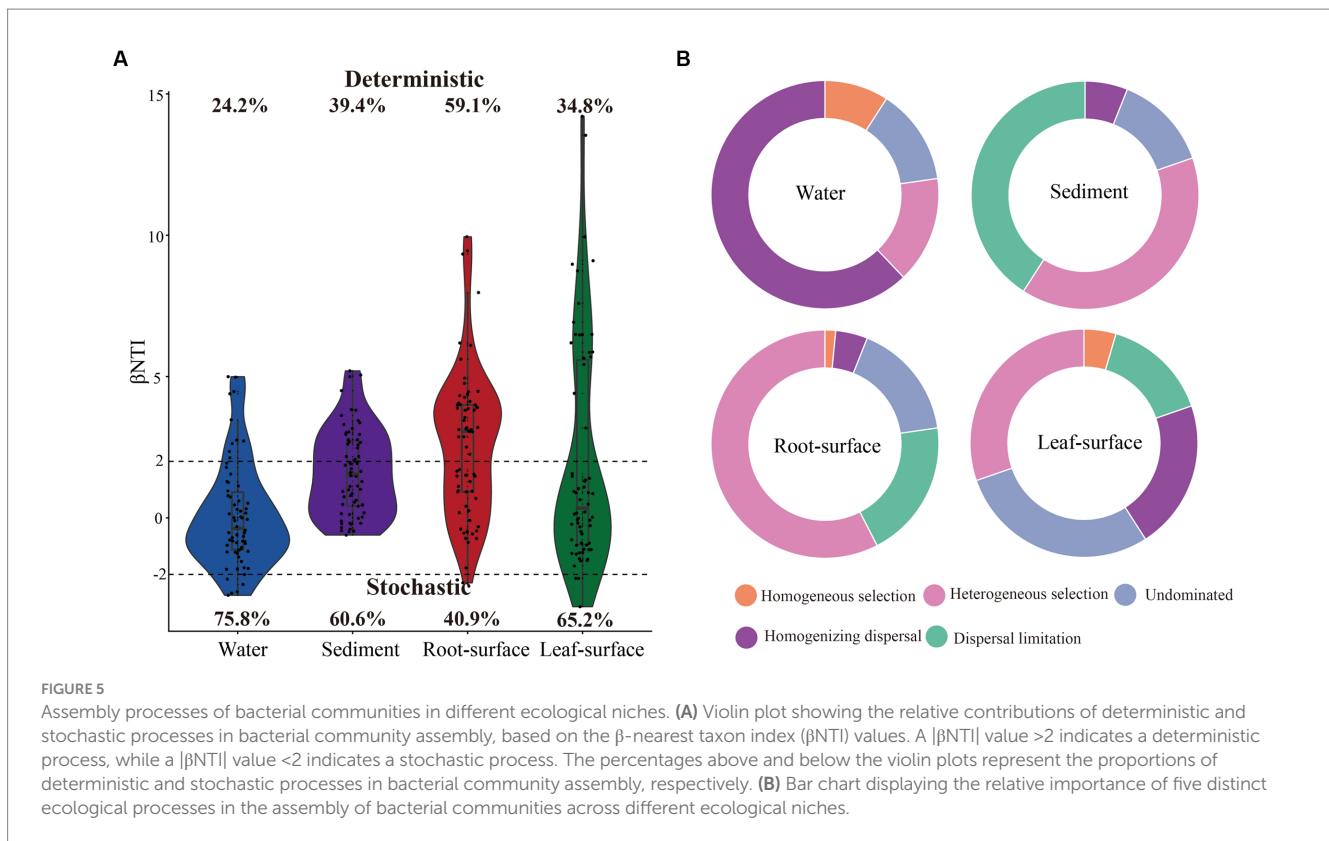 A
Deterministic
24.2% 39.4% 59.1% 34.8%
15
10
5
2
0
-2
βNTI
Stochastic
75.8% 60.6% 40.9% 65.2%
Water Sediment Root-surface Leaf-surface
B
Water
Sediment
Root-surface
Leaf-surface
Homogeneous selection Heterogeneous selection Undominated
Homogenizing dispersal Dispersal limitation
FIGURE 5
Assembly processes of bacterial communities in different ecological niches. (A) Violin plot showing the relative contributions of deterministic and
stochastic processes in bacterial community assembly, based on the β-nearest taxon index (βNTI) values. A |βNTI| value >2 indicates a deterministic
process, while a |βNTI| value <2 indicates a stochastic process. The percentages above and below the violin plots represent the proportions of
deterministic and stochastic processes in bacterial community assembly, respectively. (B) Bar chart displaying the relative importance of five distinct
ecological processes in the assembly of bacterial communities across different ecological niches.